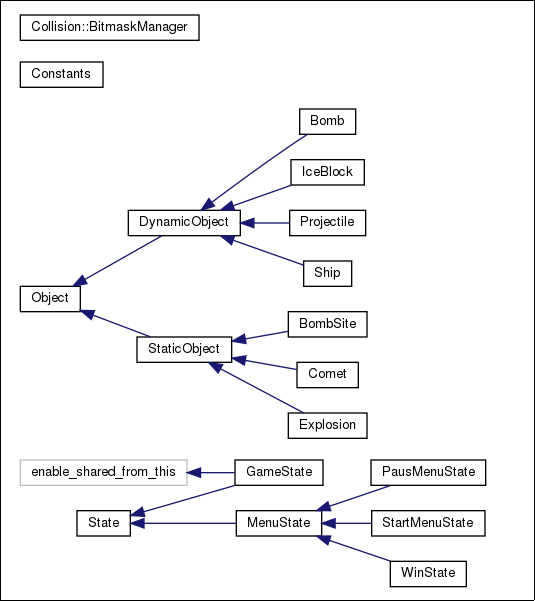 Collision::BitmaskManager
Constants
Bomb
IceBlock
DynamicObject
Projectile
Ship
Object
BombSite
StaticObject
Comet
Explosion
enable_shared_from_this
GameState
PausMenuState
State
MenuState
StartMenuState
WinState